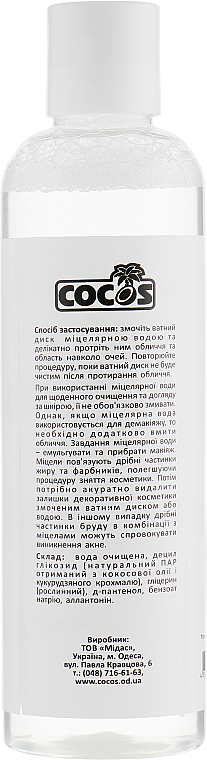 COCOS
Спосіб застосування: змочіть ватний
диск міцелярною водою та
делікатно протріть ним обличчя та
область навколо очей. Повторюйте
процедуру, поки ватний диск не буде
чистим після протирання обличчя.
При використанні міцелярної води
для щоденного очищення та догляду
за шкірою, її не обов'язково змивати.
Однак, якщо міцелярна вода
використовується для демакіяжу, то
необхідно додатково вмити
обличчя. Завдання міцелярної води
– емульгувати та прибрати макіяж.
Міцели пов'язують дрібні частинки
жиру та фарбників, полегшуючи
процедуру зняття косметики. Потім
потрібно акуратно видалити
залишки декоративної косметики
змоченим ватним диском або
водою. В іншому випадку дрібні
частинки бруду в комбінації з
міцелами можуть спровокувати
виникнення акне.
Склад: вода очищена, децил
глікозид [натуральний ПАР
отриманий з кокосової олії і
кукурудзяного крохмалю], гліцерин
[рослинний], д-пантенол, бензоат
натрію, аллантоїн.
Виробник:
ТОВ «Мідас»,
Україна, м. Одеса,
вул. Павла Кравцова, 6
т.: (048) 716-61-63,
www.cocos.od.ua